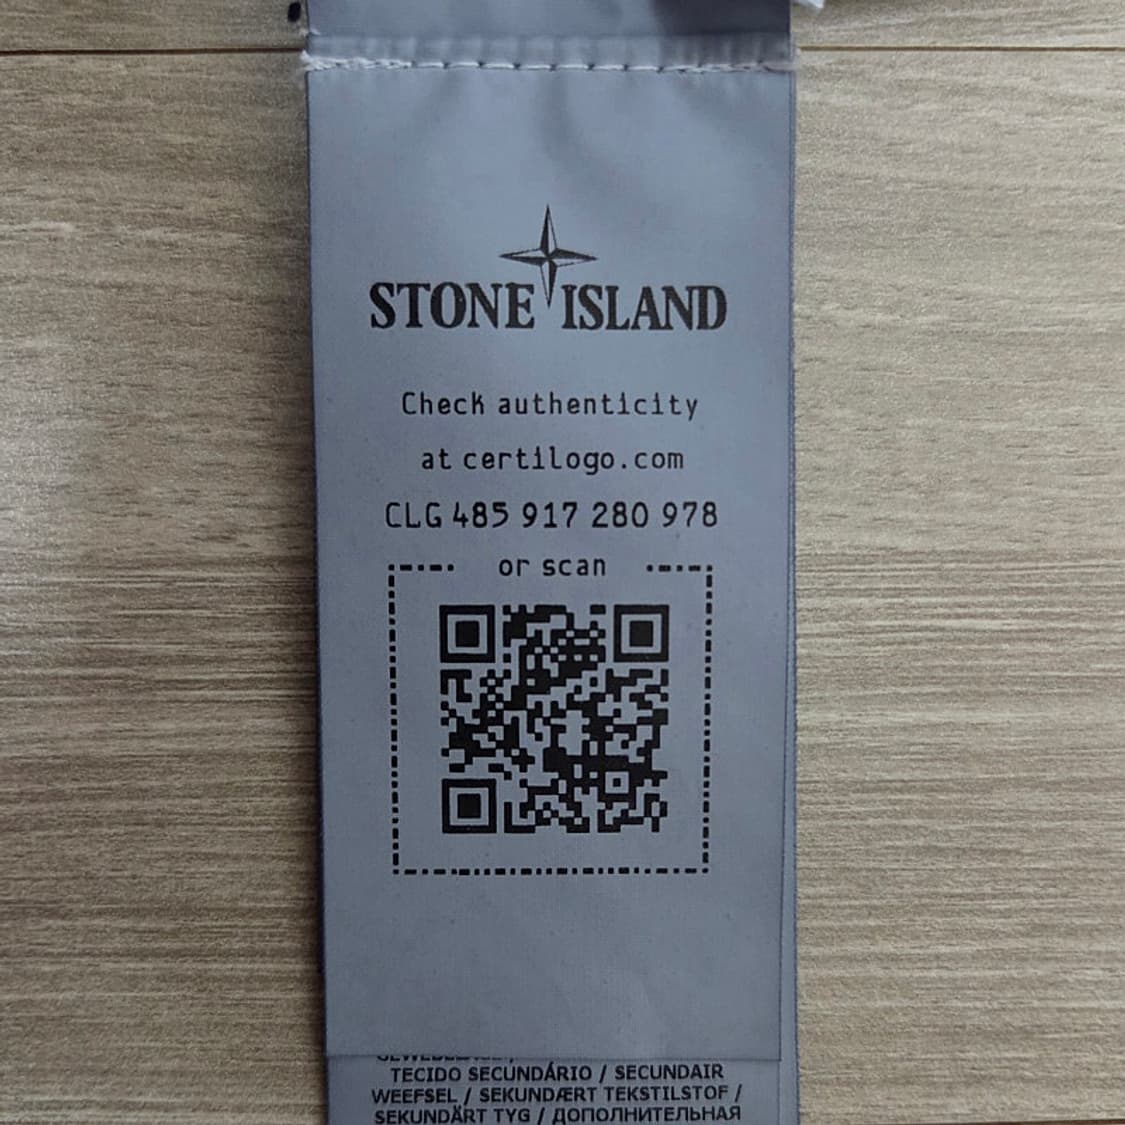 STONE ISLAND
Check authenticity
at certilogo.com
CLG 485 917 280 978
or scan
TECIDO SECUNDÁRIO / SECUNDAIR
WEEFSEL / SEKUNDÆRT TEKSTILSTOF /
SEKUNDÄRT TYG / ДОПОЛНИТЕЛЬНАЯ